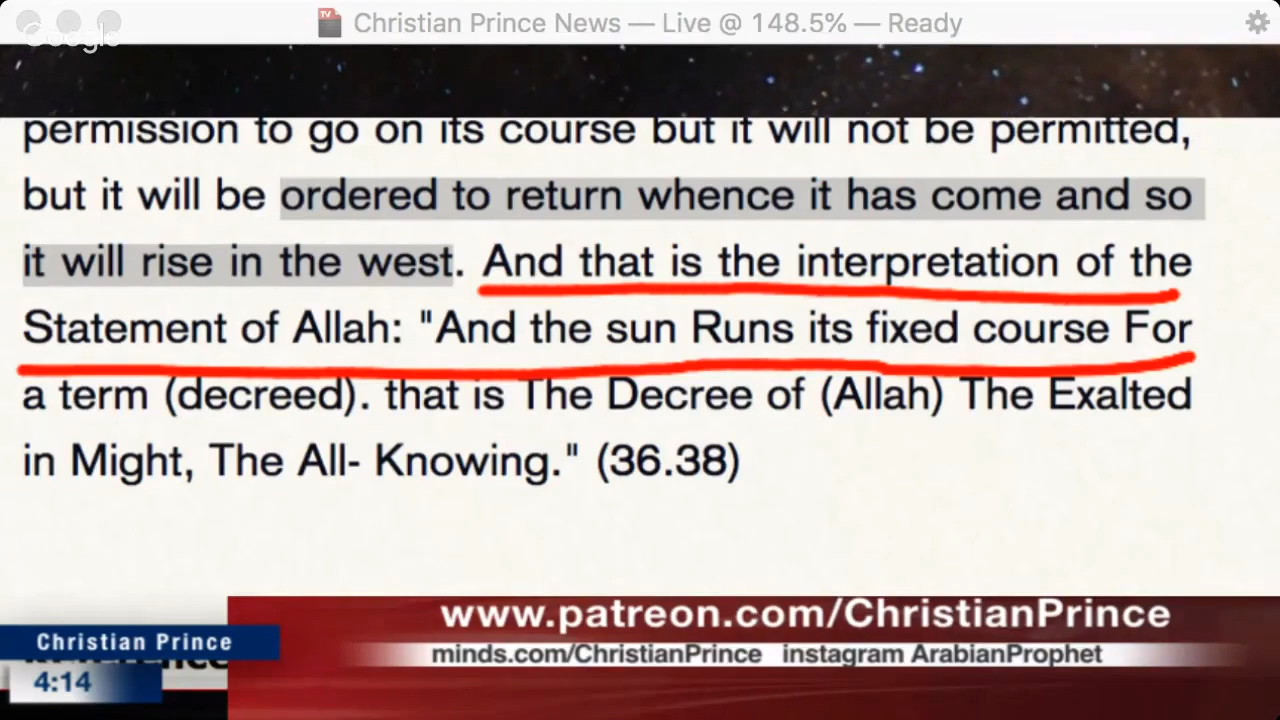 Christian Prince News — Live @ 148.5% — Ready
Google
permission to go on its course but it will not be permitted,
but it will be ordered to return whence it has come and so
it will rise in the west. And that is the interpretation of the
Statement of Allah: "And the sun Runs its fixed course For
a term (decreed). that is The Decree of (Allah) The Exalted
in Might, The All- Knowing." (36.38)
www.patreon.com/ChristianPrince
Christian Prince
minds.com/ChristianPrince instagram ArabianProphet
4:14